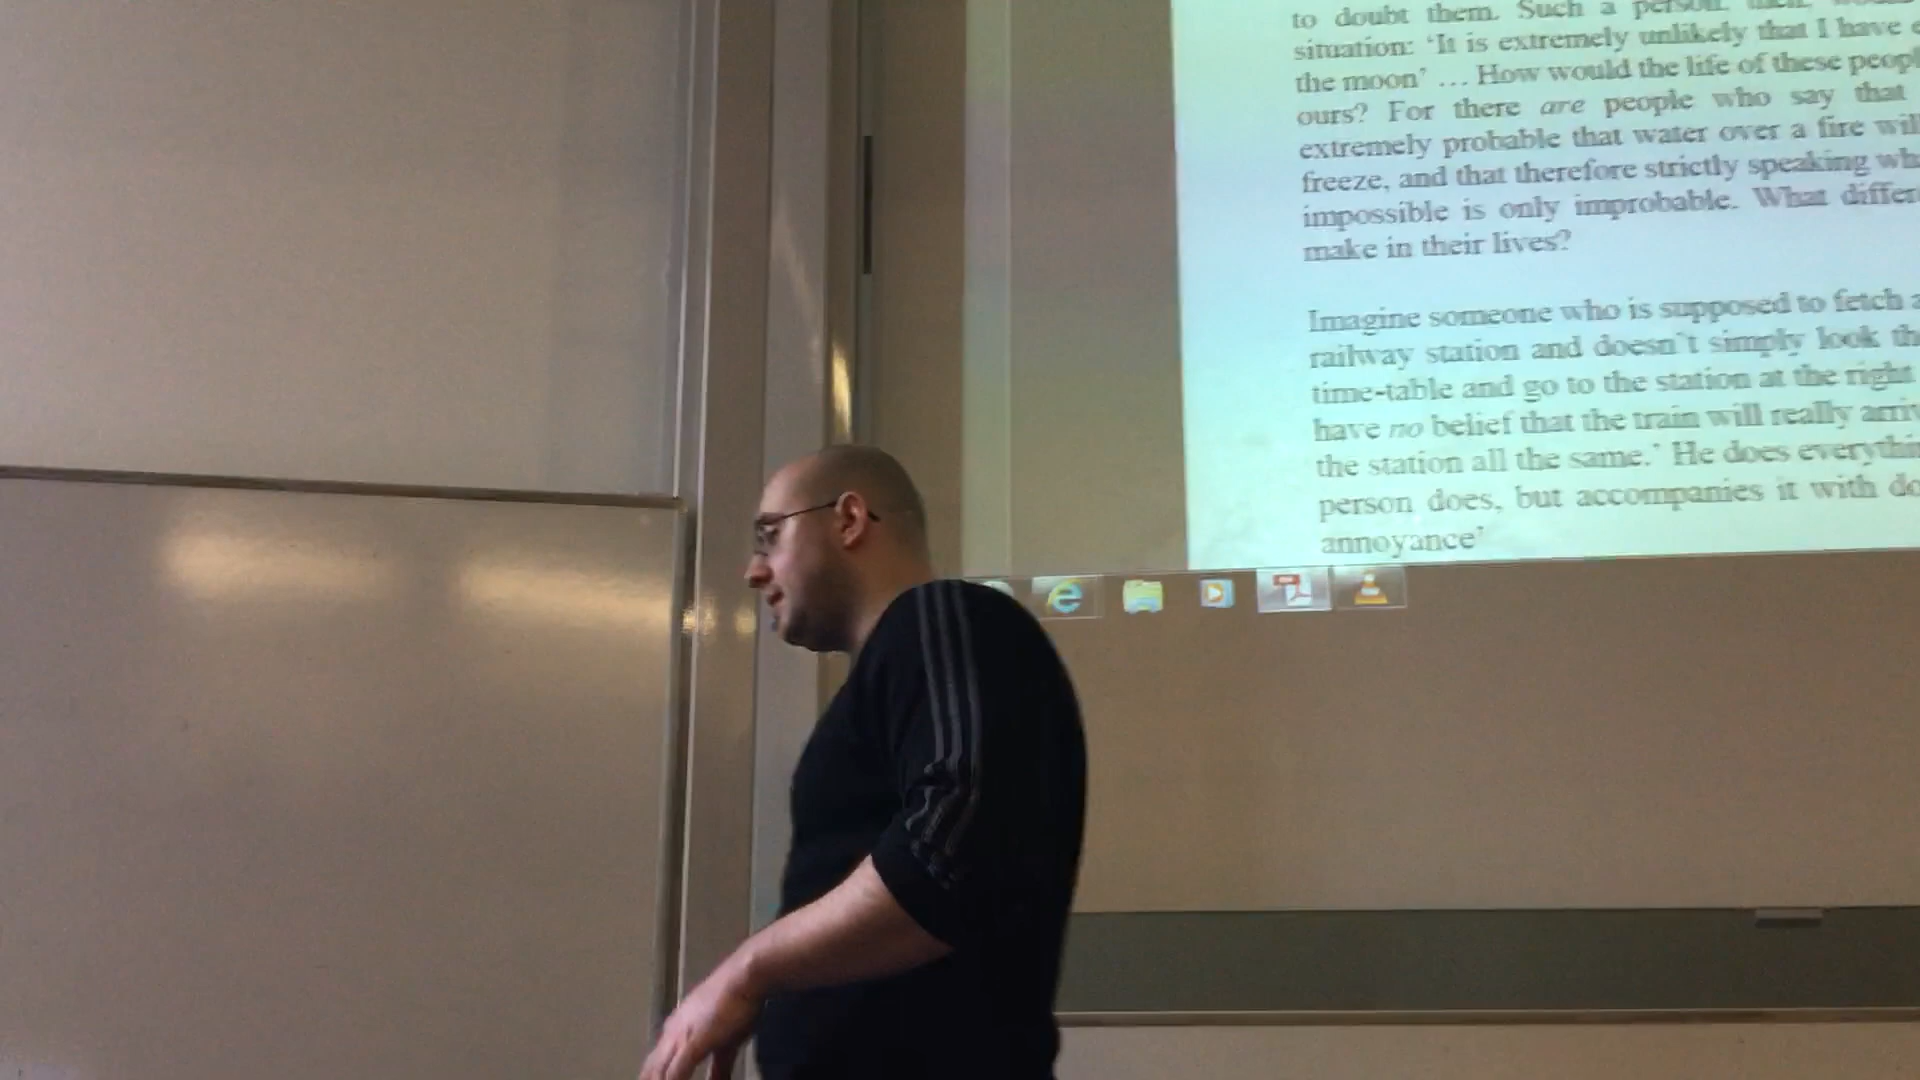 to doubt them. Such a person, then,
situation: ‘It is extremely unlikely that I have
the moon’ … How would the life of these
ours? For there are people who say that
extremely probable that water over a fire
freeze, and that therefore strictly speaking
impossible is only improbable. What
make in their lives?
Imagine someone who is supposed to fetch
railway station and doesn't simply look
time-table and go to the station at the right
have no belief that the train will really
the station all the same.’ He does
person does, but accompanies it with
annoyance’